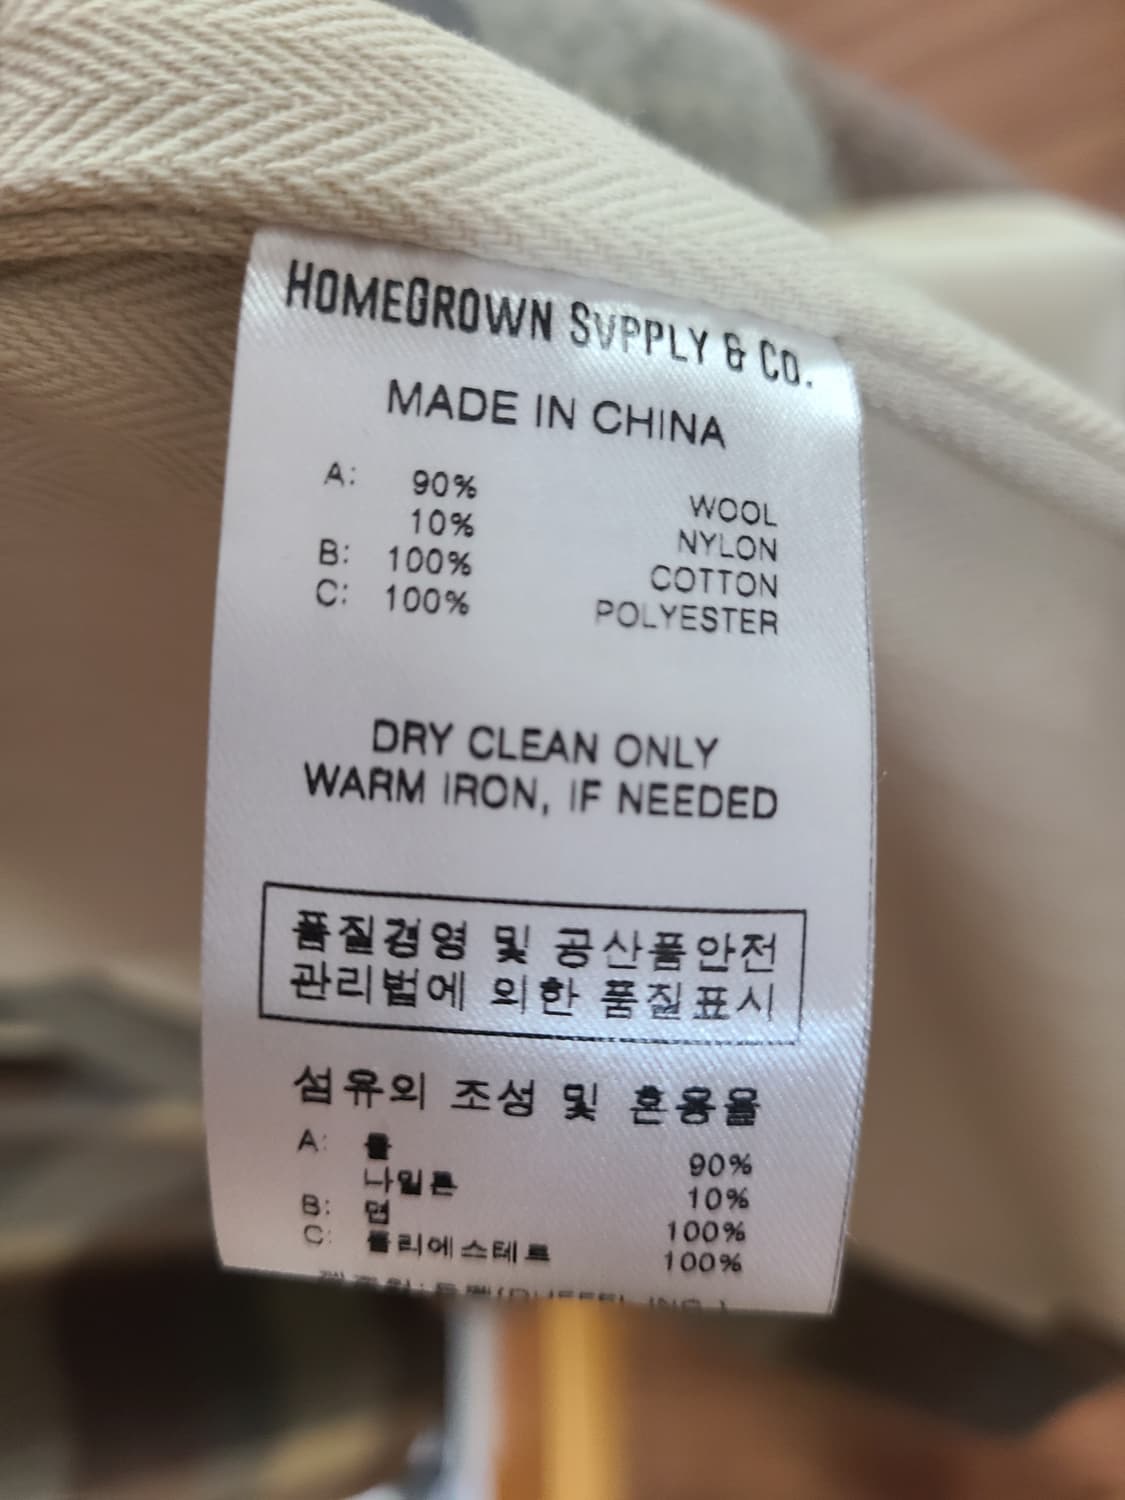 HOMEGROWN SUPPLY & CO.
MADE IN CHINA
A: 90% WOOL
10% NYLON
B: 100% COTTON
C: 100% POLYESTER
DRY CLEAN ONLY
WARM IRON, IF NEEDED
품질경영 및 공산품안전
관리법에 의한 품질표시
섬유의 조성 및 혼용율
A: 울 90%
나일론 10%
B: 면 100%
C: 폴리에스테르 100%